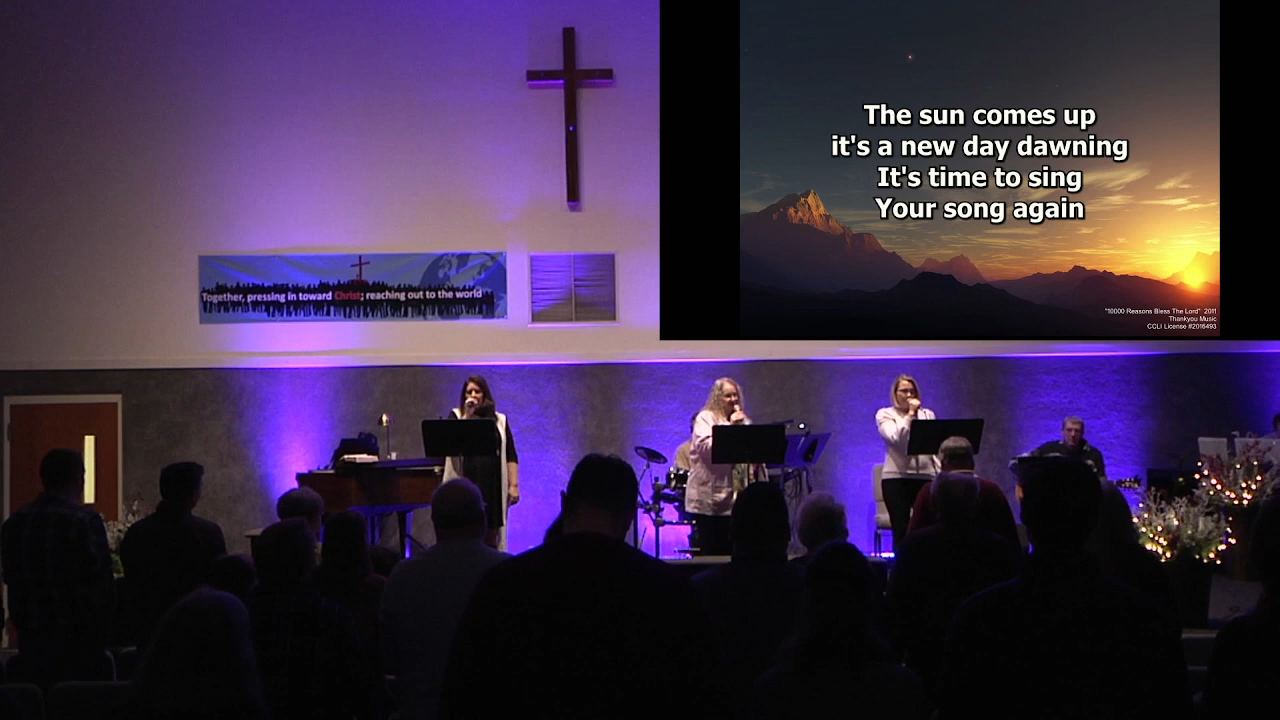 The sun comes up
it's a new day dawning
It's time to sing
Your song again
"10000 Reasons Bless The Lord" 2011
Thankyou Music
CCLI License #2016493
Together, pressing in toward Christ; reaching out to the world